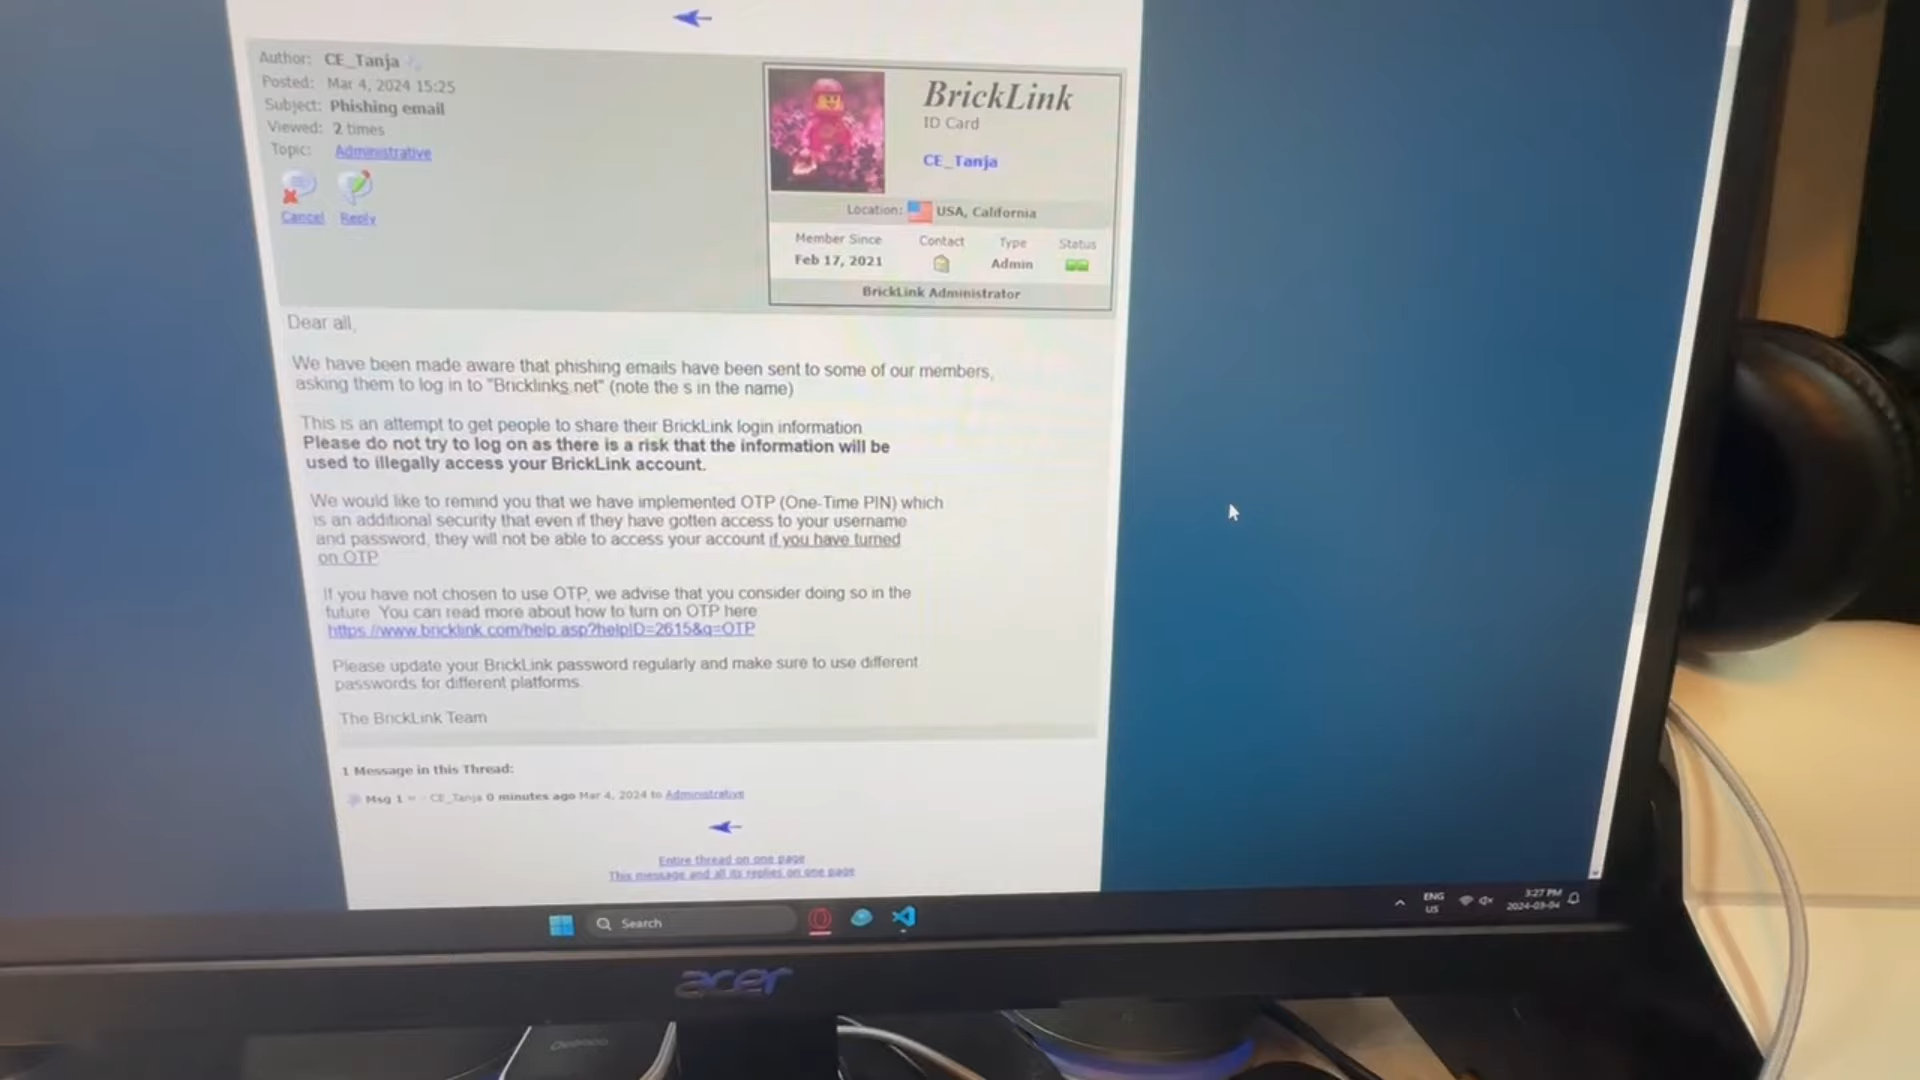 Author: CE_Tanja
Posted: Mar 4, 2024 15:25
Subject: Phishing email
Viewed: 2 times
Topic: Administrative
Cancel Reply
BrickLink
ID Card
CE_Tanja
Location: USA, California
Member Since Contact Type Status
Feb 17, 2021 Admin
BrickLink Administrator
Dear all,
We have been made aware that phishing emails have been sent to some of our members,
asking them to log in to "Bricklinks.net" (note the s in the name)
This is an attempt to get people to share their BrickLink login information
Please do not try to log on as there is a risk that the information will be
used to illegally access your BrickLink account.
We would like to remind you that we have implemented OTP (One-Time PIN) which
is an additional security that even if they have gotten access to your username
and password, they will not be able to access your account if you have turned
on OTP
If you have not chosen to use OTP, we advise that you consider doing so in the
future. You can read more about how to turn on OTP here
https://www.bricklink.com/help.asp?helpID=2615&q=OTP
Please update your BrickLink password regularly and make sure to use different
passwords for different platforms.
The BrickLink Team
1 Message in this Thread:
Msg 1 - CE_Tanja 0 minutes ago Mar 4, 2024 to Administrative
Entire thread on one page
This message and all its replies on one page
Search
ENG
US
3:27 PM
2024-03-04
acer